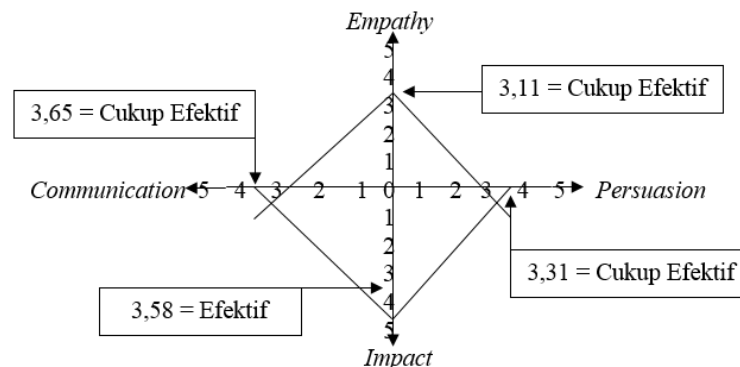 Empathy
5
4
3
2
1
3,11 = Cukup Efektif
3,65 = Cukup Efektif
Communication 5 4 3 2 1 0 1 2 3 4 5 Persuasion
1
2
3
4
5
3,31 = Cukup Efektif
3,58 = Efektif
Impact